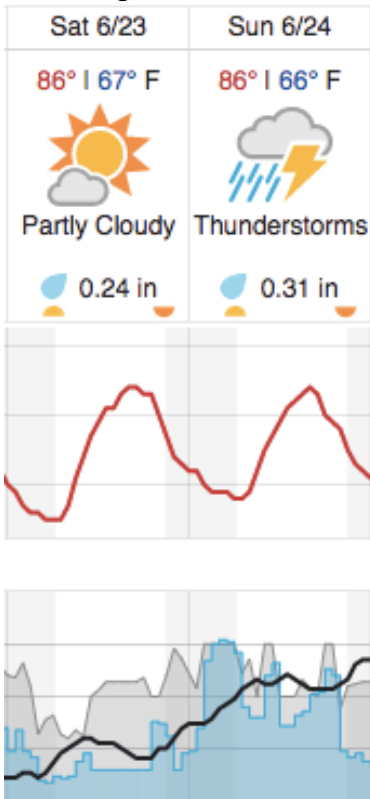 Sat 6/23 Sun 6/24
86° | 67° F 86° | 66° F
Partly Cloudy Thunderstorms
0.24 in 0.31 in